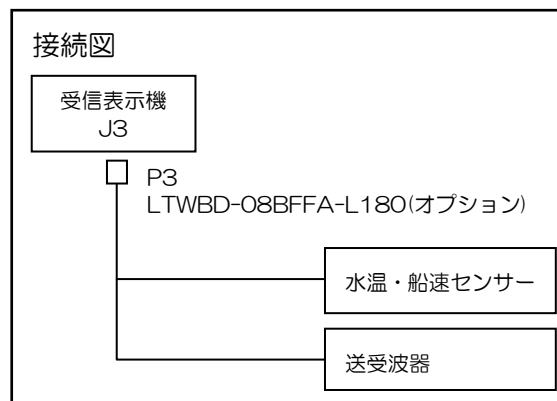 接続図
受信表示機
J3
P3
LTWBD-08BFFA-L180(オプション)
水温・船速センサー
送受波器